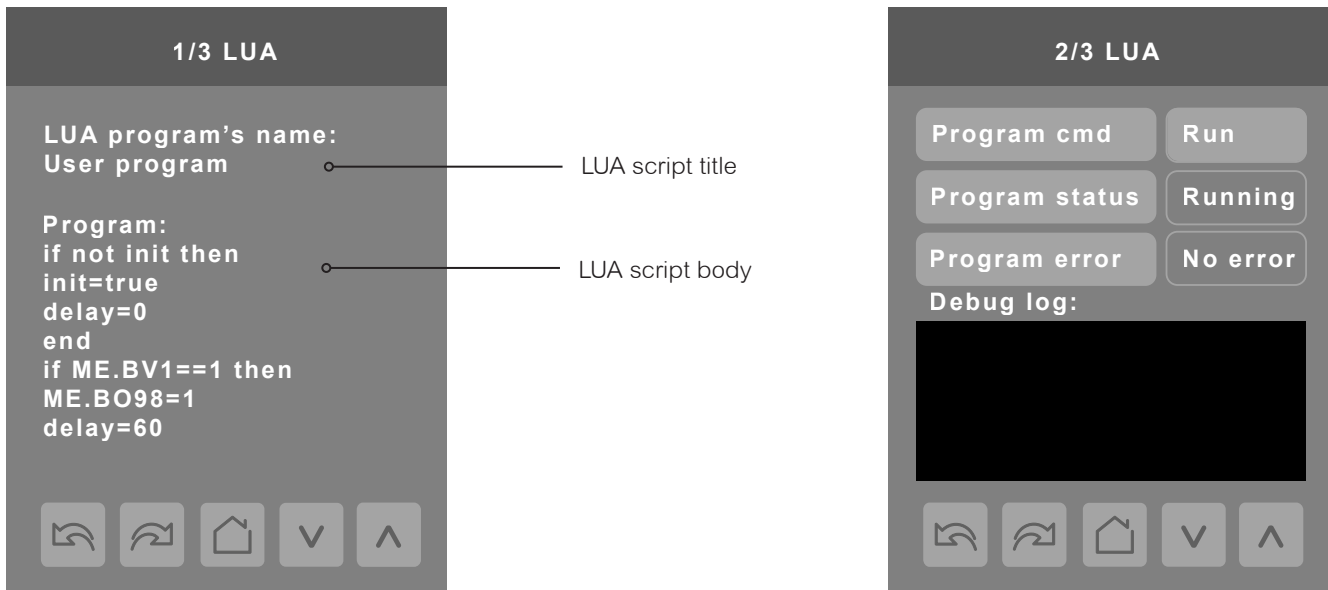 1/3 LUA
LUA program’s name:
User program
LUA script title
Program:
if not init then
LUA script body
init=true
delay=0
end
if ME.BV1==1 then
ME.BO98=1
delay=60
2/3 LUA
Program cmd Run
Program status Running
Program error No error
Debug log: